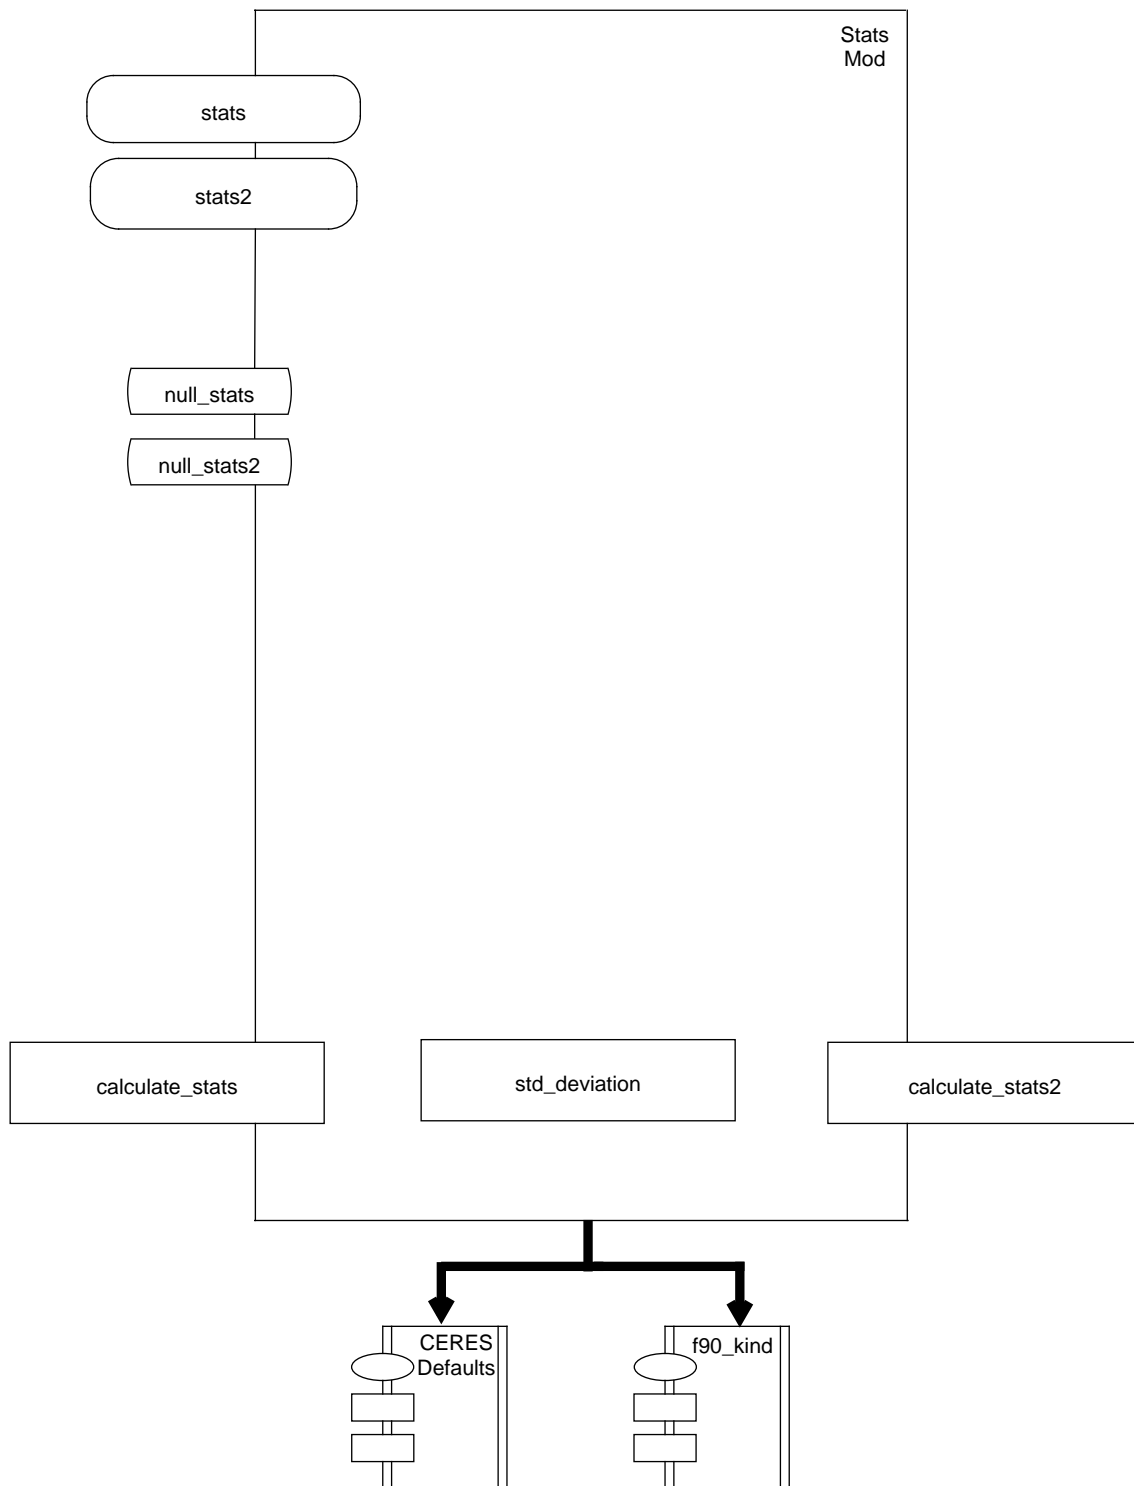 Stats
Mod
stats
stats2
null_stats
null_stats2
calculate_stats
std_deviation
calculate_stats2
CERES
Defaults
f90_kind